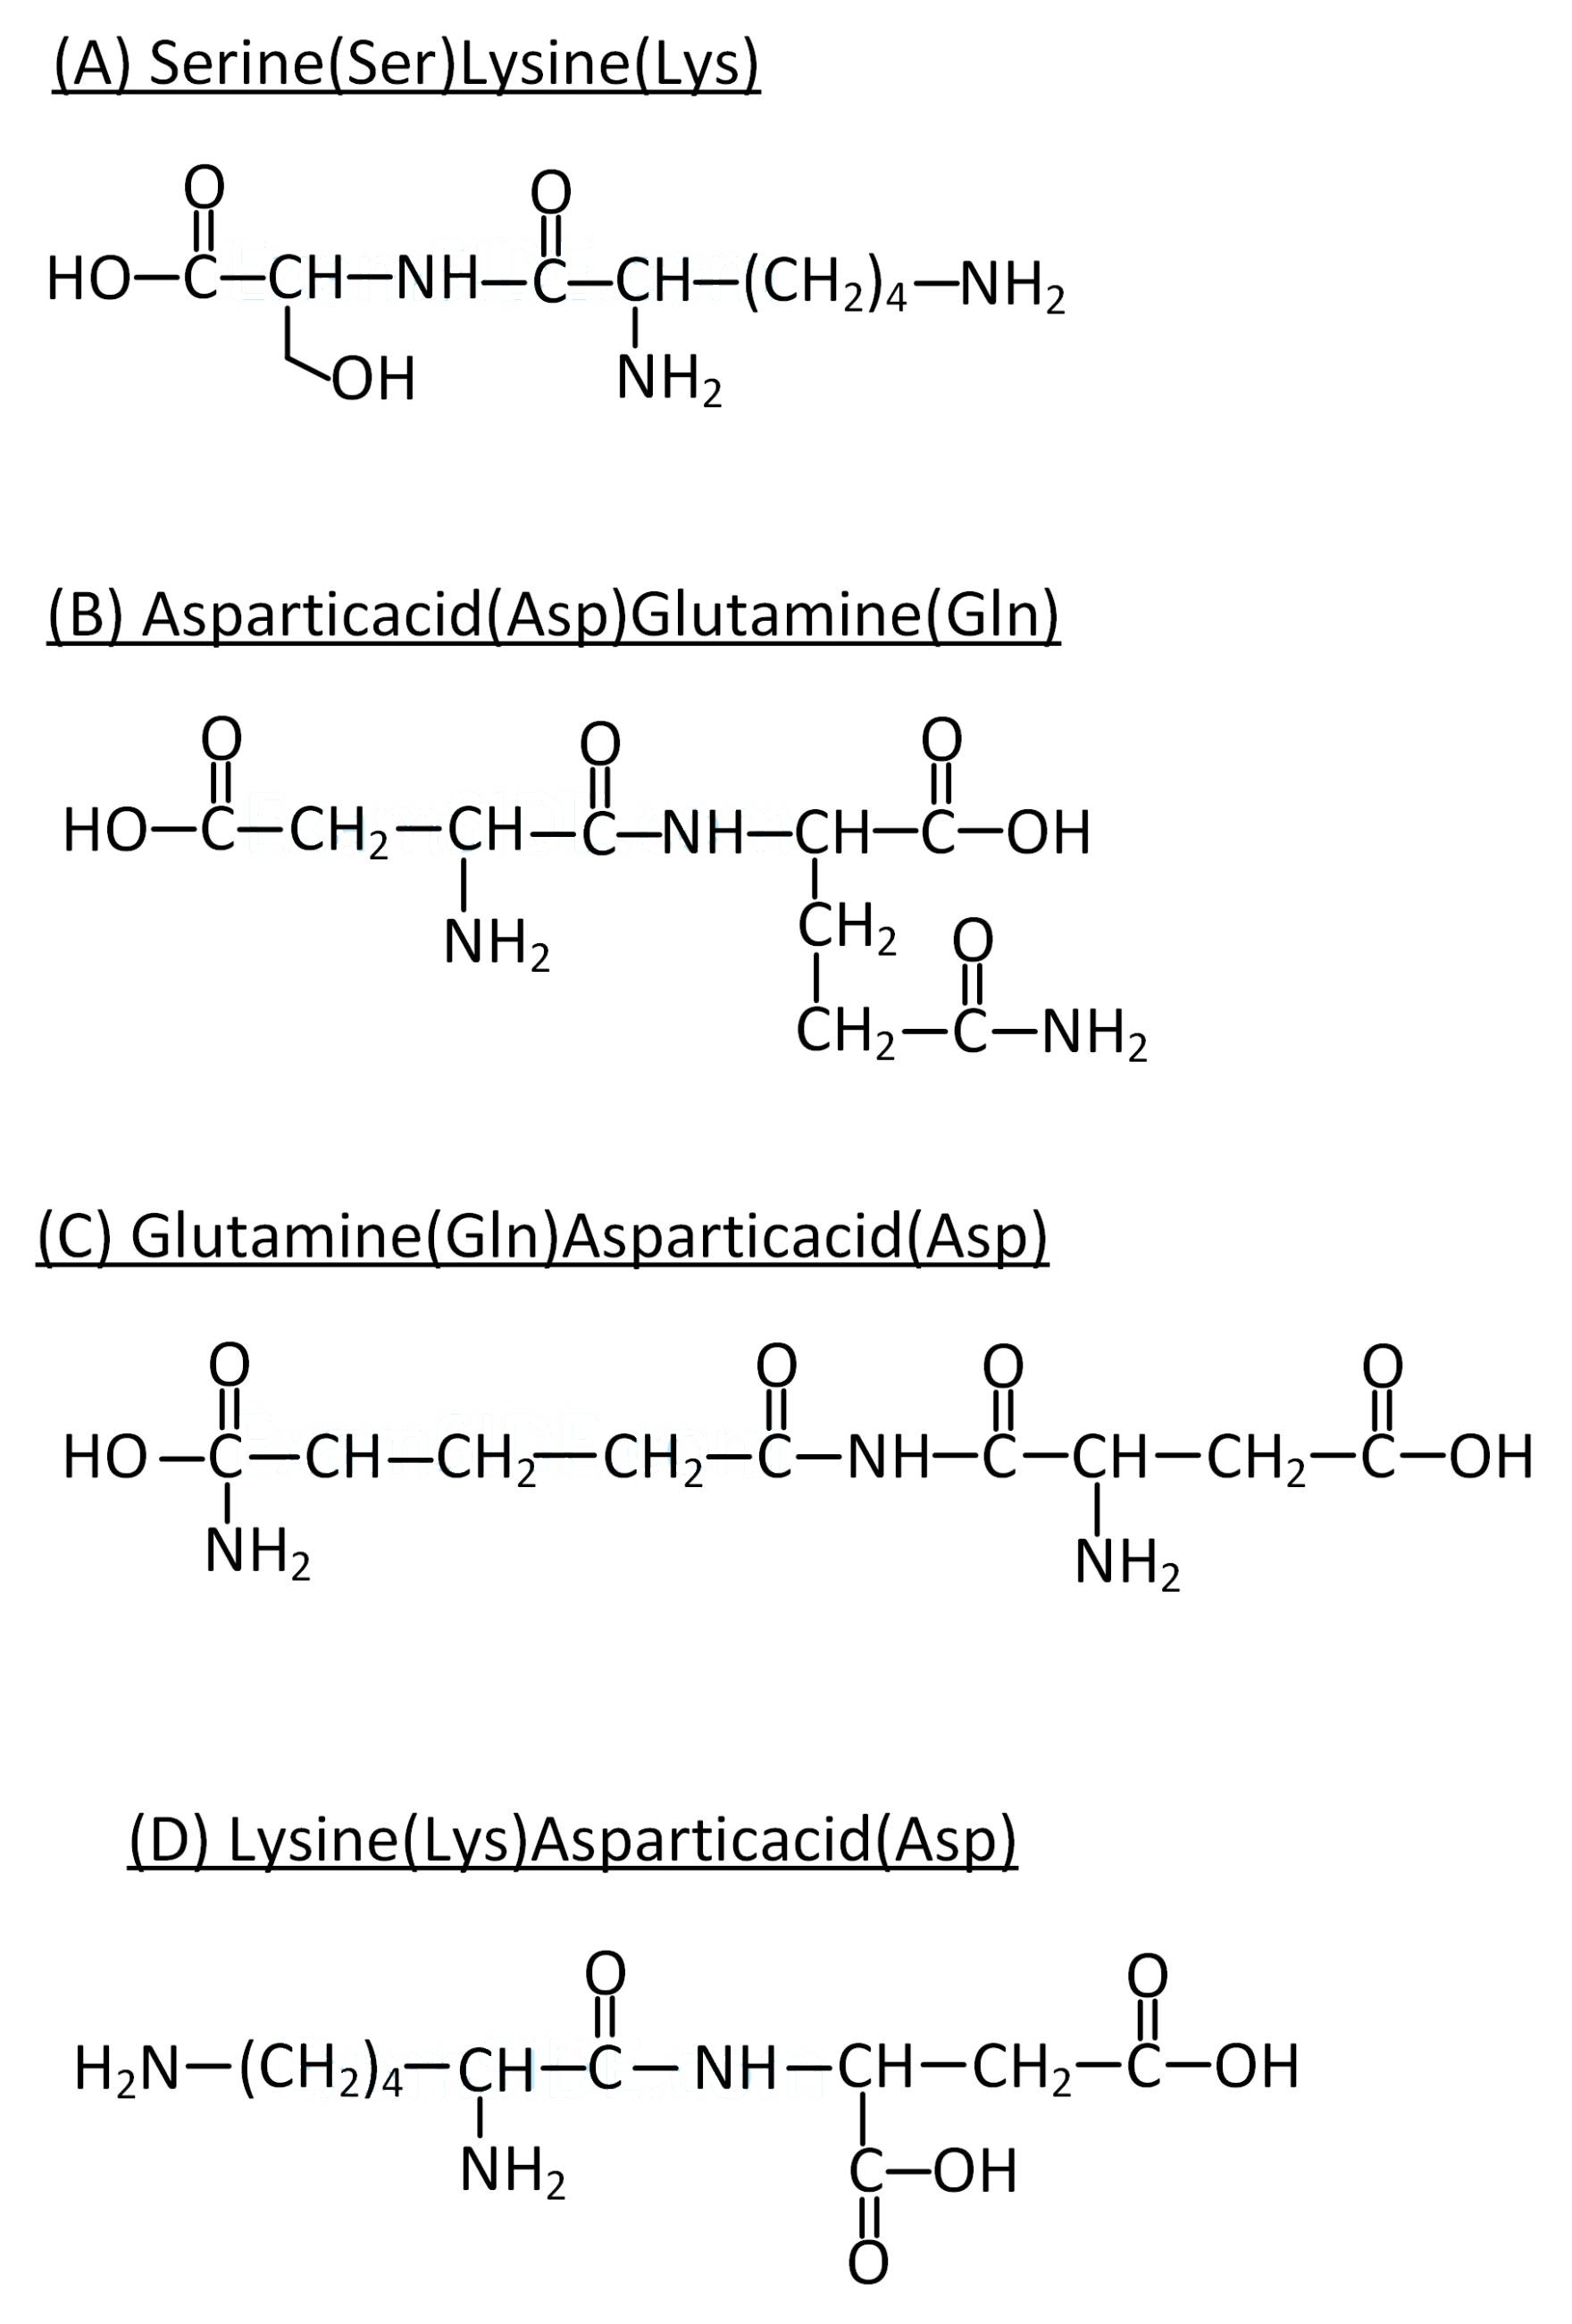 (A) Serine(Ser)Lysine(Lys)
O O
HO C CH NH C CH (CH2)4 NH2
OH NH2
(B) Asparticacid(Asp)Glutamine(Gln)
O O O
HO C CH2 CH C NH CH C OH
NH2 CH2 O
CH2 C NH2
(C) Glutamine(Gln)Asparticacid(Asp)
O O O O
HO C CH CH2 CH2 C NH C CH CH2 C OH
NH2 NH2
(D) Lysine(Lys)Asparticacid(Asp)
O O
H2N (CH2)4 CH C NH CH CH2 C OH
NH2 C OH
O